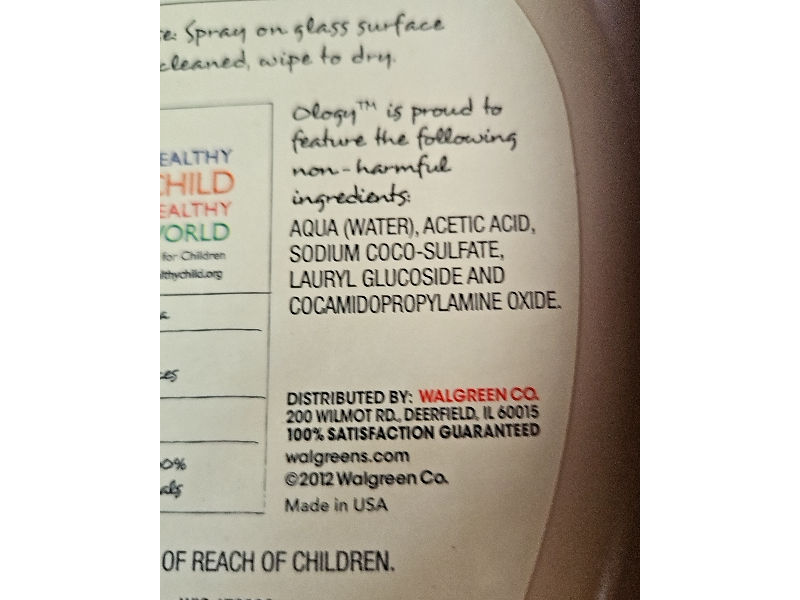 Spray on glass surface
cleaned, wipe to dry.
Ology™ is proud to
feature the following
non-harmful
ingredients:
AQUA (WATER), ACETIC ACID,
SODIUM COCO-SULFATE,
LAURYL GLUCOSIDE AND
COCAMIDOPROPYLAMINE OXIDE.
EALTHY
CHILD
EALTHY
WORLD
for Children
lthychild.org
0%
DISTRIBUTED BY: WALGREEN CO.
200 WILMOT RD., DEERFIELD, IL 60015
100% SATISFACTION GUARANTEED
walgreens.com
©2012 Walgreen Co.
Made in USA
OF REACH OF CHILDREN.